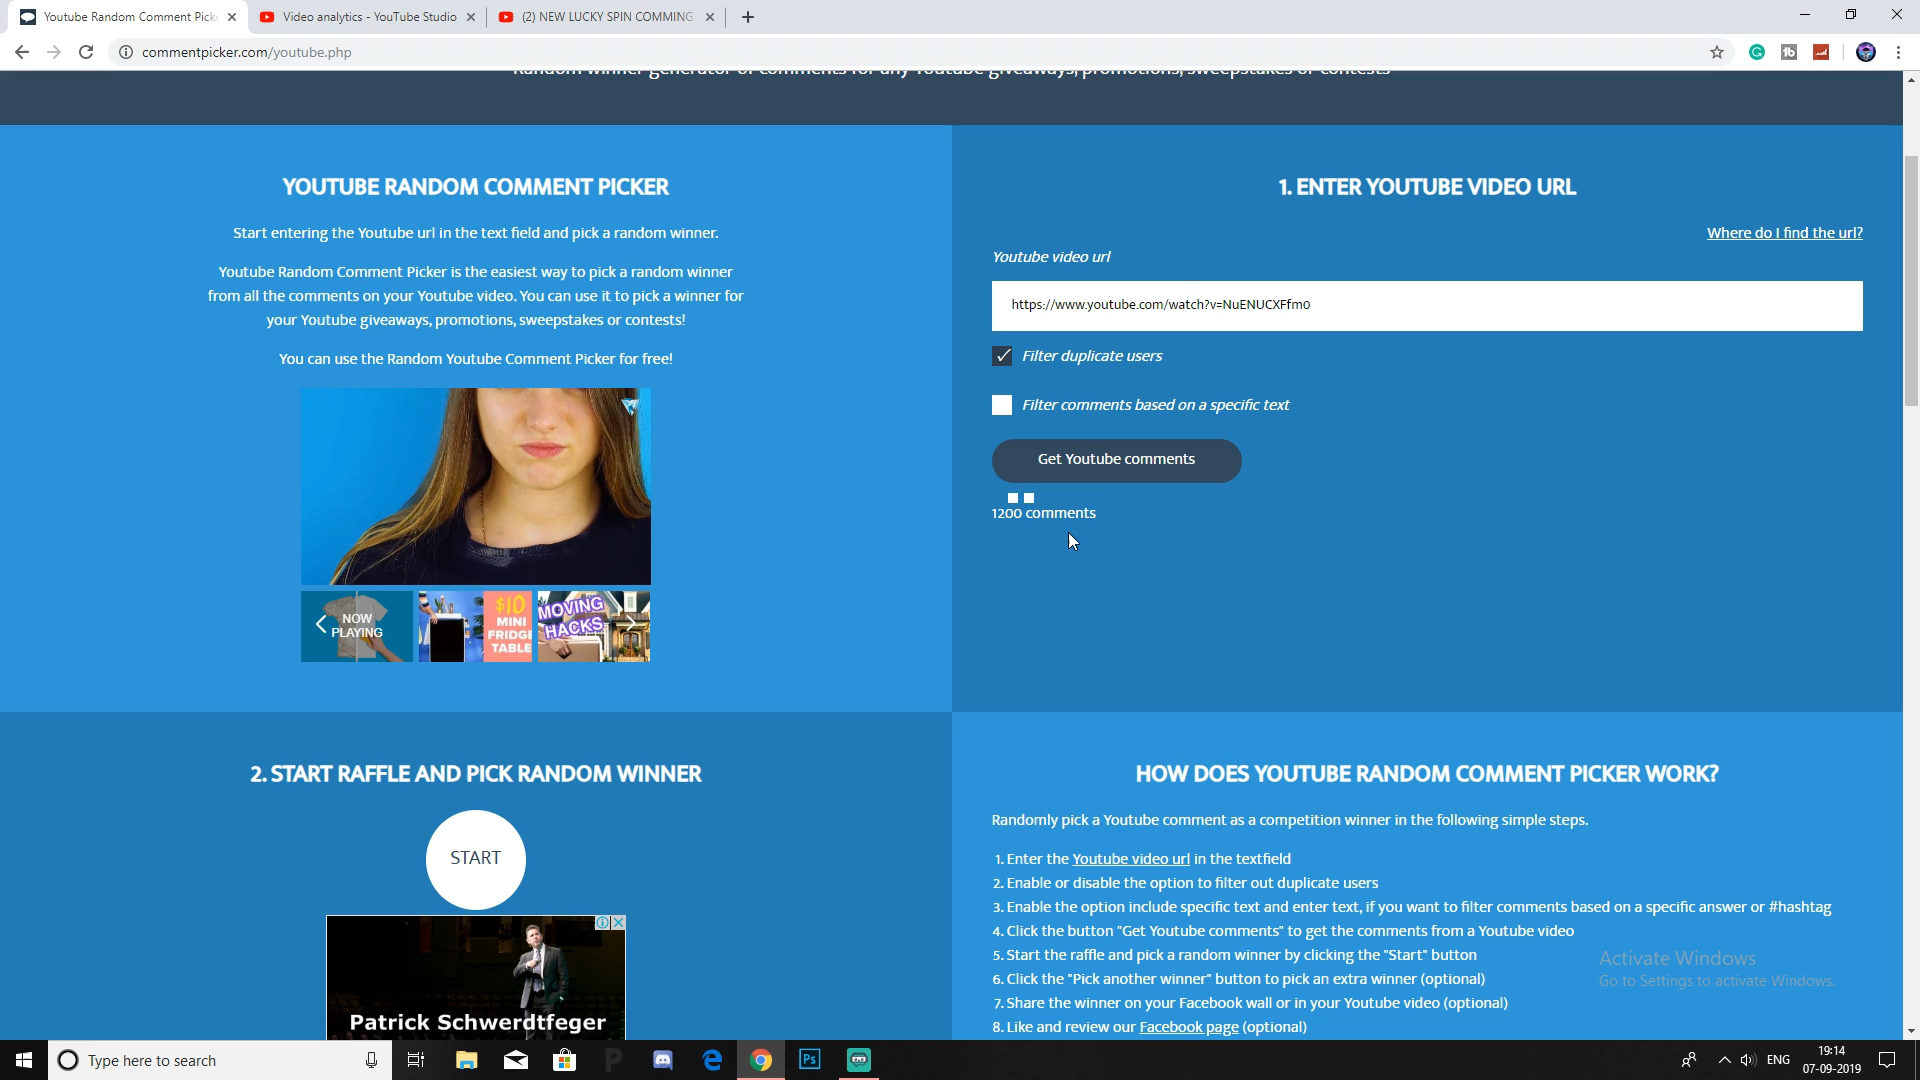 Youtube Random Comment Pick
Video analytics - YouTube Studio
(2) NEW LUCKY SPIN COMMING
commentpicker.com/youtube.php
Random winner generator of comments for any Youtube giveaways, promotions, sweepstakes or contests
YOUTUBE RANDOM COMMENT PICKER
Start entering the Youtube url in the text field and pick a random winner.
Youtube Random Comment Picker is the easiest way to pick a random winner
from all the comments on your Youtube video. You can use it to pick a winner for
your Youtube giveaways, promotions, sweepstakes or contests!
You can use the Random Youtube Comment Picker for free!
NOW
PLAYING
$10
MINI
FRIDGE
TABLE
MOVING
HACKS
1. ENTER YOUTUBE VIDEO URL
Where do I find the url?
Youtube video url
https://www.youtube.com/watch?v=NuENUCXFfm0
Filter duplicate users
Filter comments based on a specific text
Get Youtube comments
1200 comments
2. START RAFFLE AND PICK RANDOM WINNER
START
Patrick Schwerdtfeger
HOW DOES YOUTUBE RANDOM COMMENT PICKER WORK?
Randomly pick a Youtube comment as a competition winner in the following simple steps.
1. Enter the Youtube video url in the textfield
2. Enable or disable the option to filter out duplicate users
3. Enable the option include specific text and enter text, if you want to filter comments based on a specific answer or #hashtag
4. Click the button "Get Youtube comments" to get the comments from a Youtube video
5. Start the raffle and pick a random winner by clicking the "Start" button
6. Click the "Pick another winner" button to pick an extra winner (optional)
7. Share the winner on your Facebook wall or in your Youtube video (optional)
8. Like and review our Facebook page (optional)
Activate Windows
Go to Settings to activate Windows.
Type here to search
Ps
ENG
19:14
07-09-2019